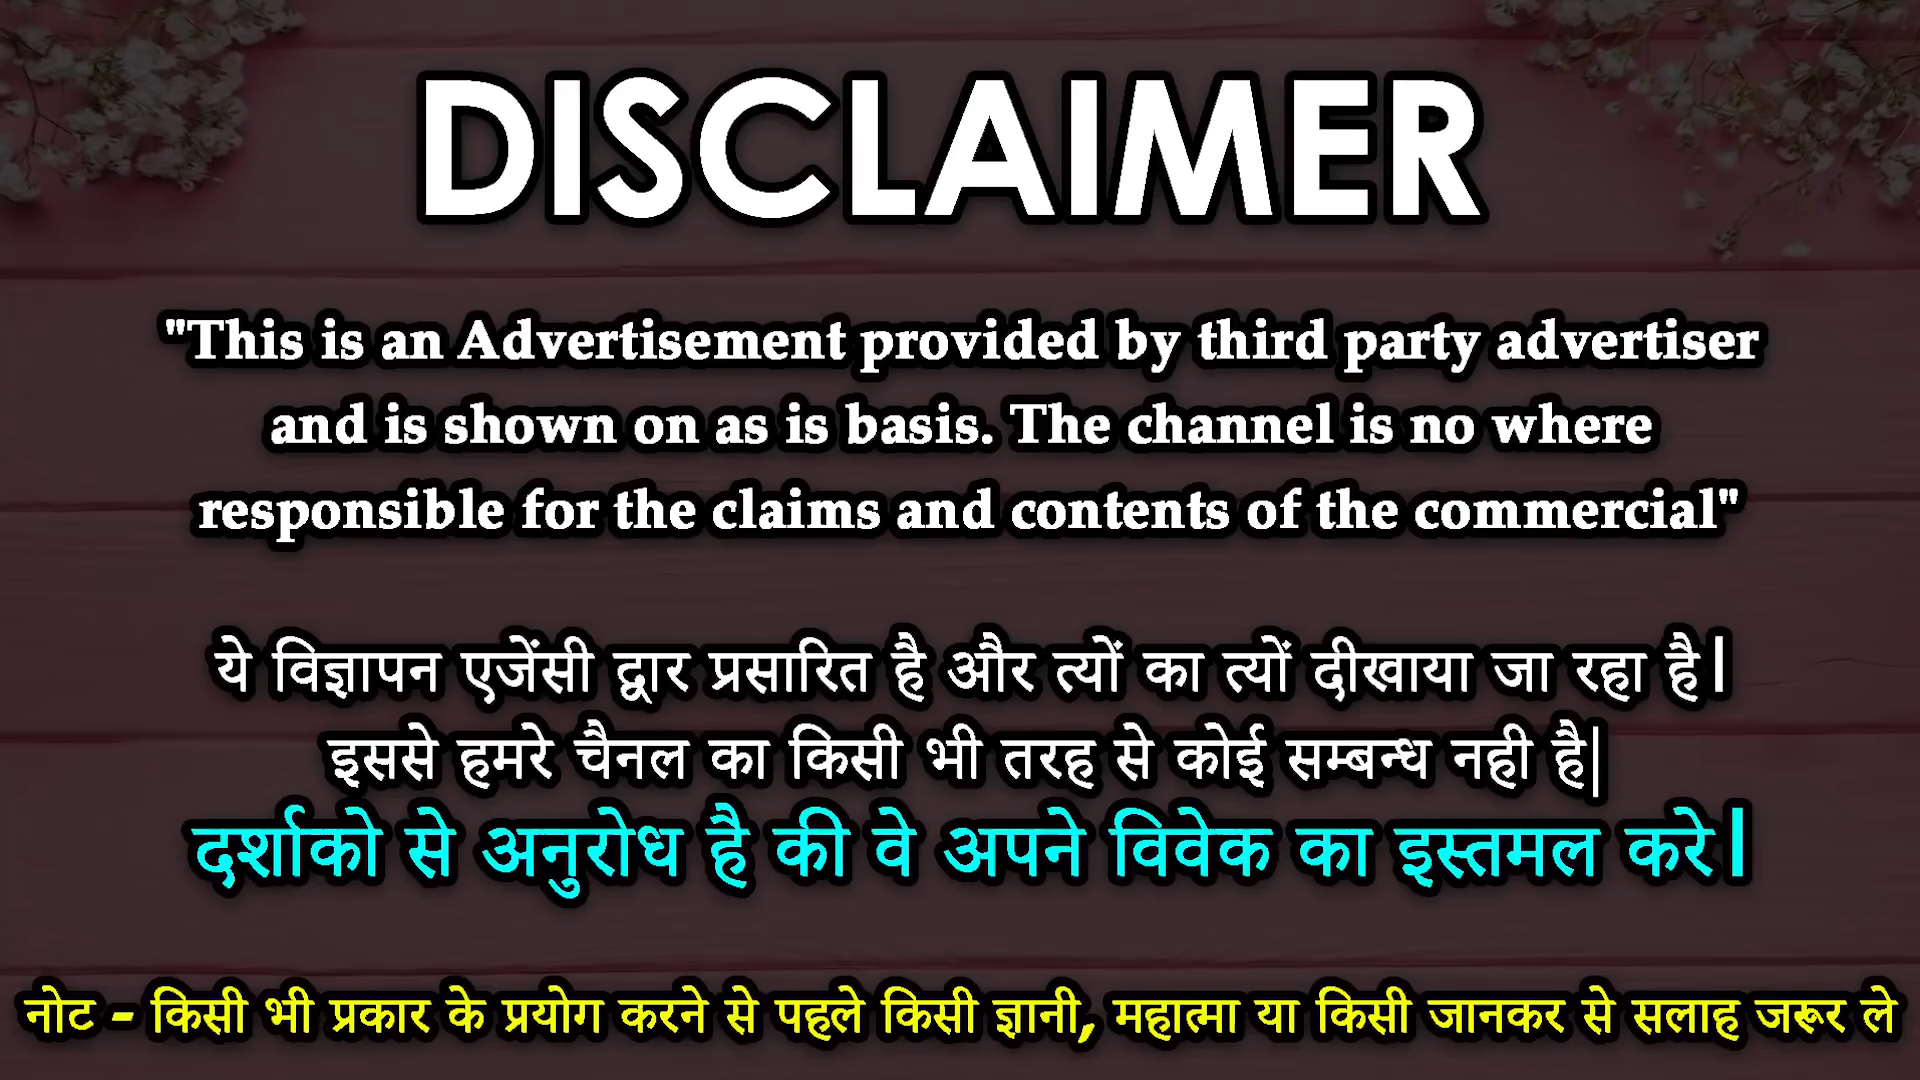 DISCLAIMER
"This is an Advertisement provided by third party advertiser
and is shown on as is basis. The channel is no where
responsible for the claims and contents of the commercial"
ये विज्ञापन एजेंसी द्वार प्रसारित है और त्यों का त्यों दीखाया जा रहा है।
इससे हमरे चैनल का किसी भी तरह से कोई सम्बन्ध नही है|
दर्शाको से अनुरोध है की वे अपने विवेक का इस्तमल करे।
नोट - किसी भी प्रकार के प्रयोग करने से पहले किसी ज्ञानी, महात्मा या किसी जानकर से सलाह जरूर ले